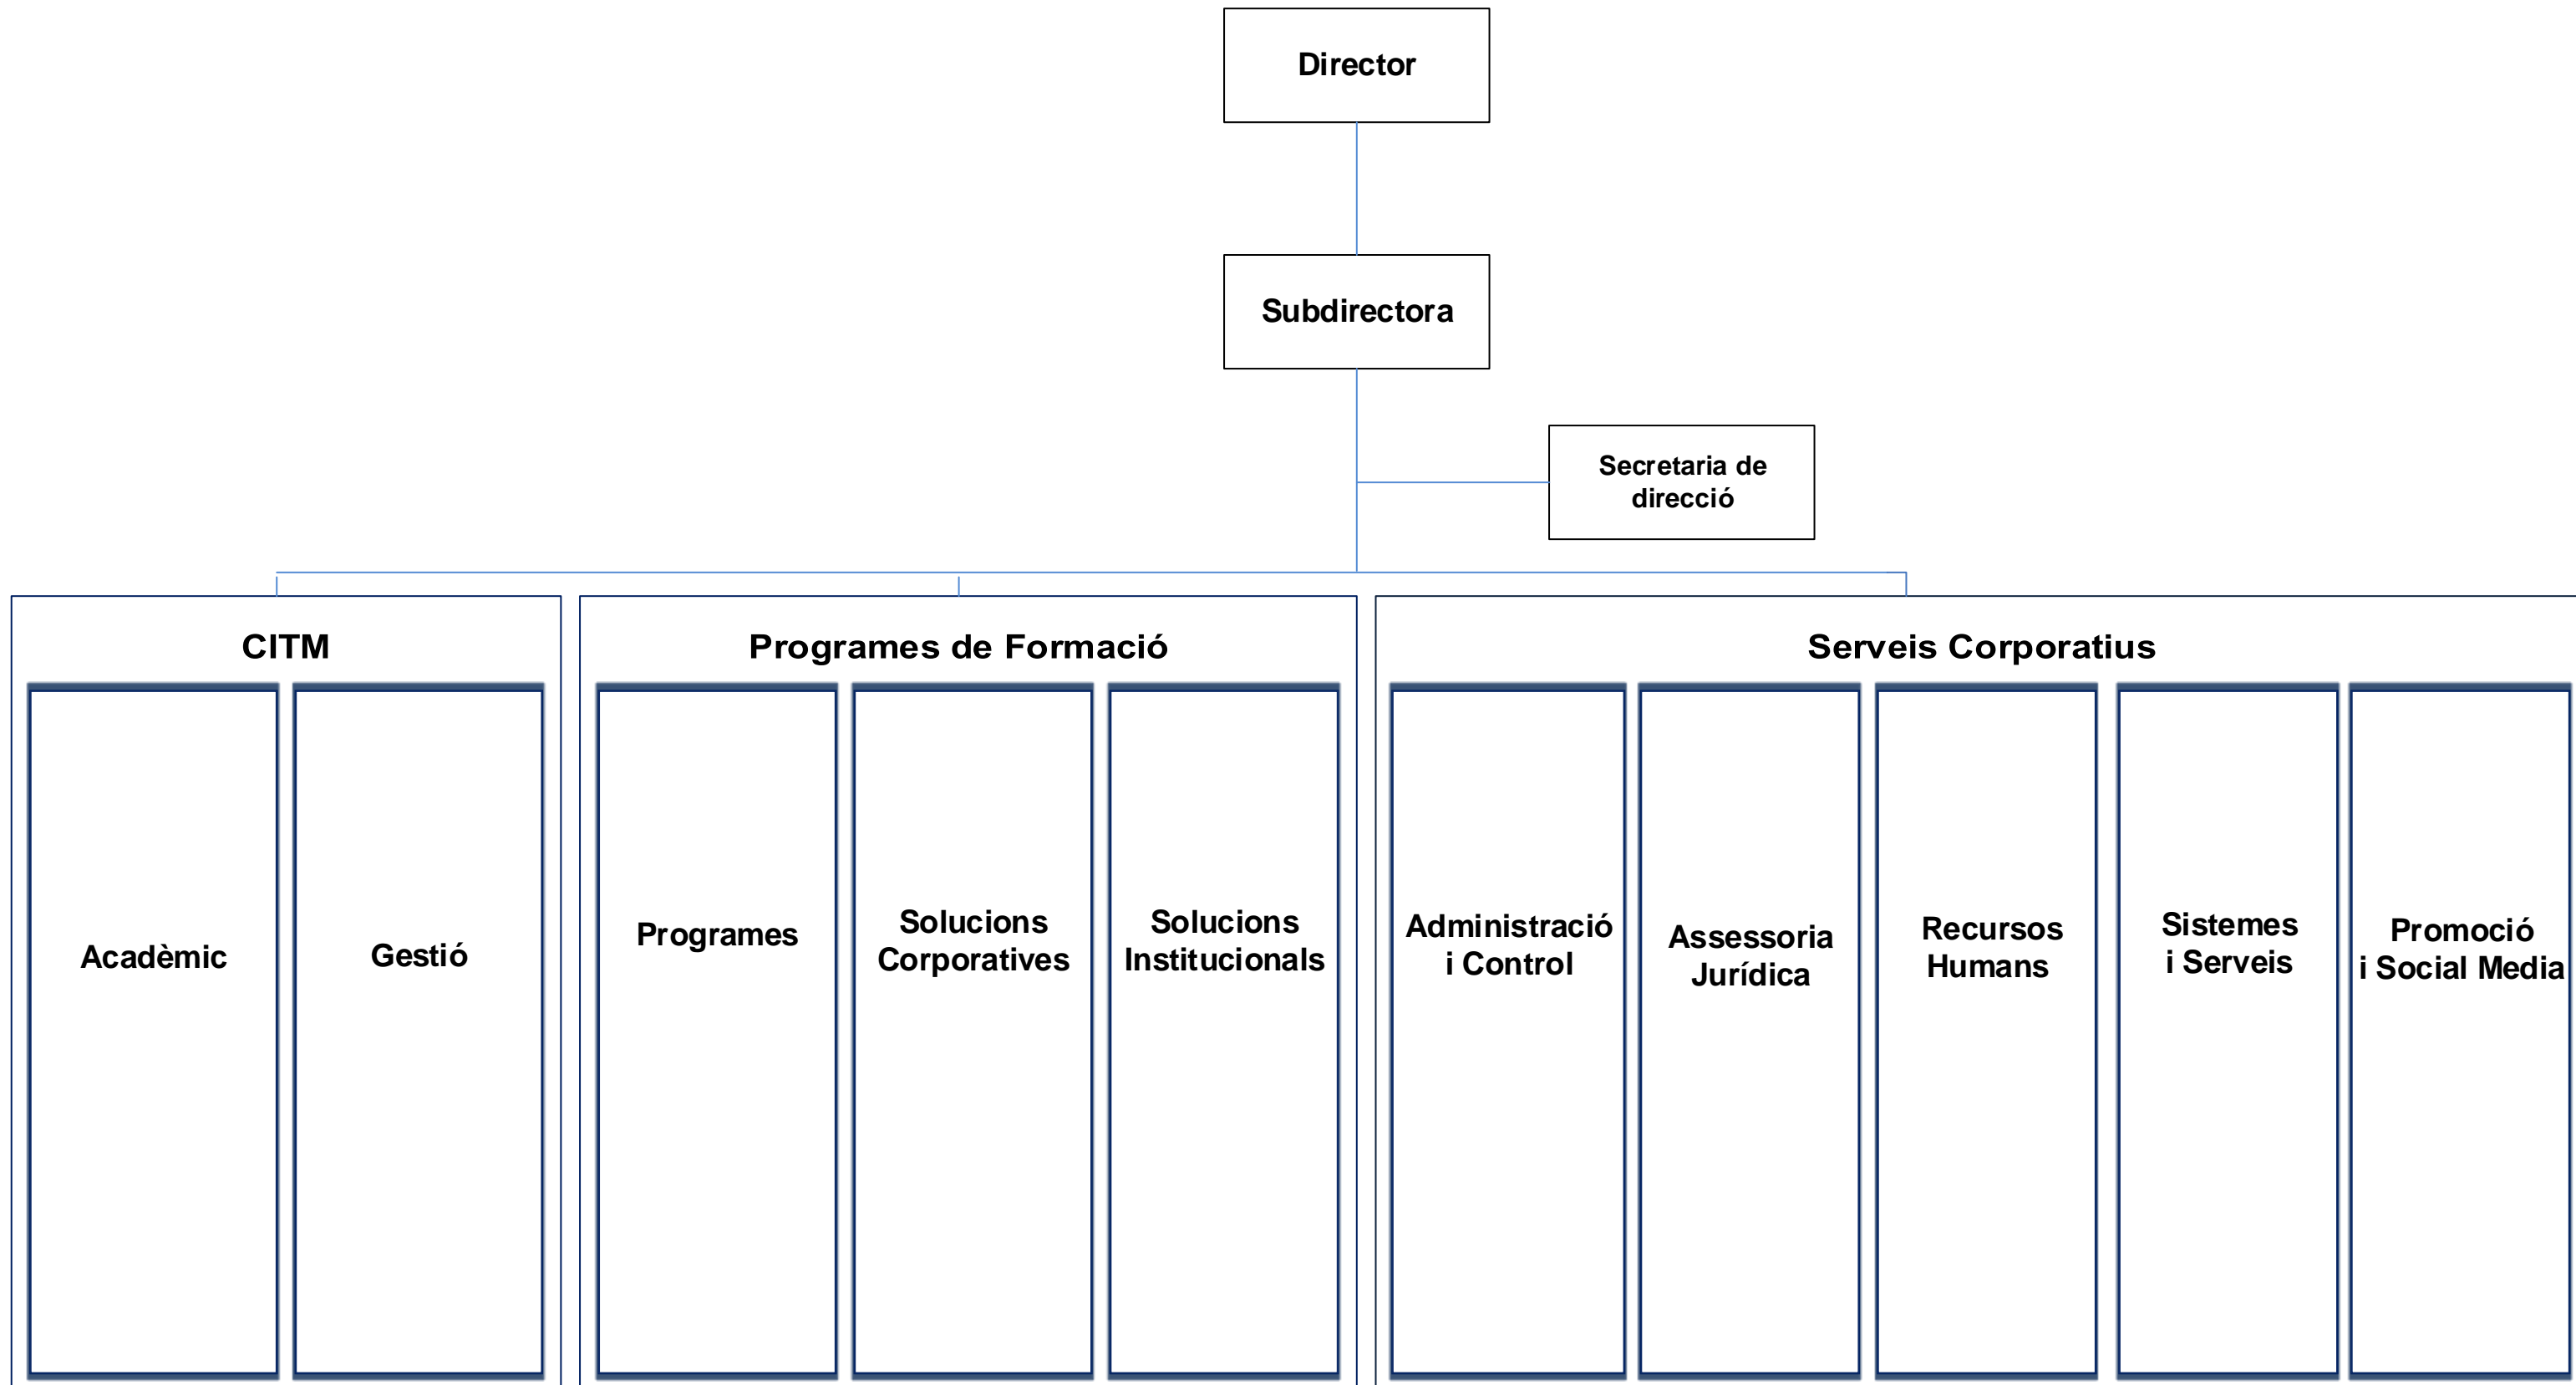 Director
Subdirectora
Secretaria de
direcció
CITM
Programes de Formació
Serveis Corporatius
Acadèmic
Gestió
Programes
Solucions
Corporatives
Solucions
Institucionals
Administració
i Control
Assessoria
Jurídica
Recursos
Humans
Sistemes
i Serveis
Promoció
i Social Media